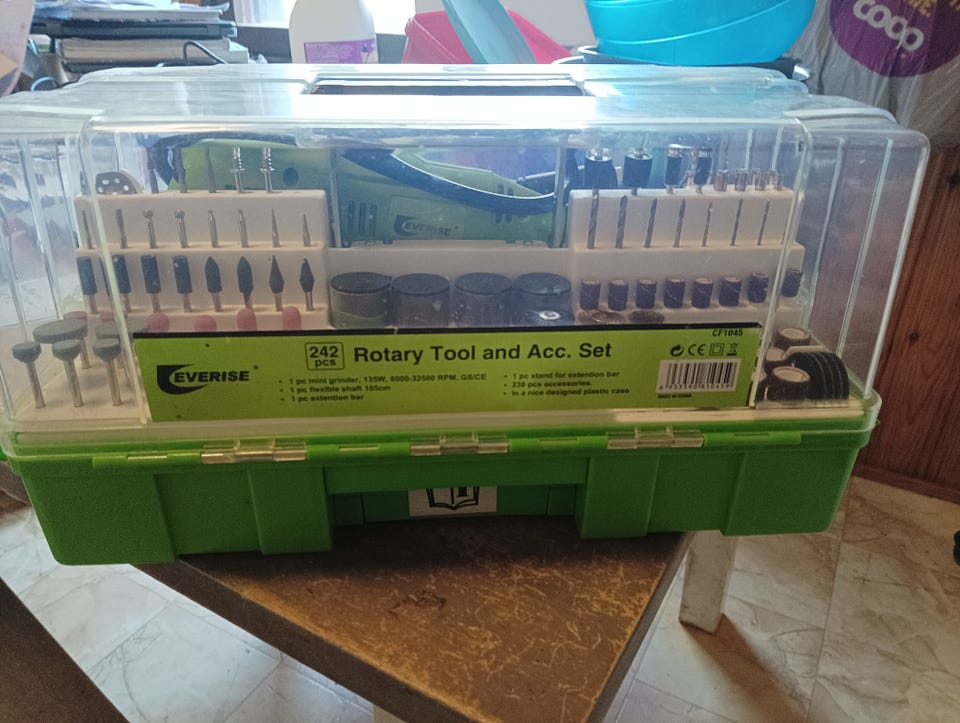 COOP
EVERISE
CF1045
242
pcs
Rotary Tool and Acc. Set
EVERISE
• 1 pc mini grinder, 135W, 8000-32500 RPM, GS/CE
• 1 pc flexible shaft 105cm
• 1 pc extention bar
• 1 pc stand for extention bar
• 238 pcs accessories.
• In a nice designed plastic case
CE
MADE IN CHINA